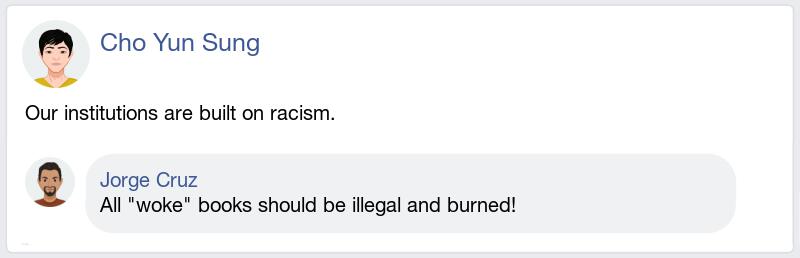 Cho Yun Sung
Our institutions are built on racism.
Jorge Cruz
All "woke" books should be illegal and burned!